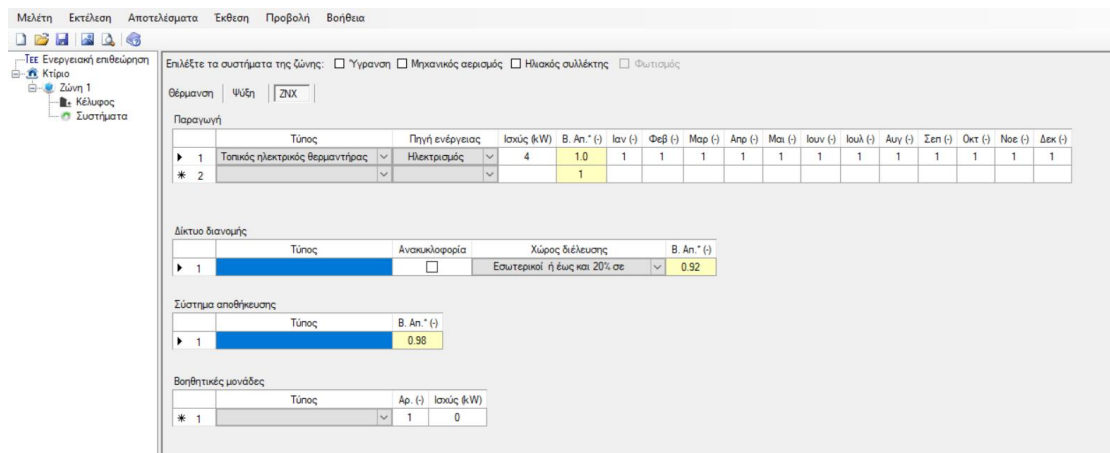 Μελέτη Εκτέλεση Αποτελέσματα Έκθεση Προβολή Βοήθεια
ΤΕΕ Ενεργειακή επιθεώρηση
Κτίριο
Ζώνη 1
Κέλυφος
Συστήματα
Επιλέξτε τα συστήματα της ζώνης: Ύγρανση Μηχανικός αερισμός Ηλιακός συλλέκτης Φωτισμός
Θέρμανση Ψύξη ΖΝΧ
Παραγωγή
Τύπος Πηγή ενέργειας Ισχύς (kW) Β. Απ.* (-) Ιαν (-) Φεβ (-) Μαρ (-) Απρ (-) Μαι (-) Ιουν (-) Ιουλ (-) Αυγ (-) Σεπ (-) Οκτ (-) Νοε (-) Δεκ (-)
1 Τοπικός ηλεκτρικός θερμαντήρας Ηλεκτρισμός 4 1.0 1 1 1 1 1 1 1 1 1 1 1 1
2 1
Δίκτυο διανομής
Τύπος Ανακυκλοφορία Χώρος διέλευσης Β. Απ.* (-)
1 Εσωτερικοί ή έως και 20% σε 0.92
Σύστημα αποθήκευσης
Τύπος Β. Απ.* (-)
1 0.98
Βοηθητικές μονάδες
Τύπος Αρ. (-) Ισχύς (kW)
1 1 0